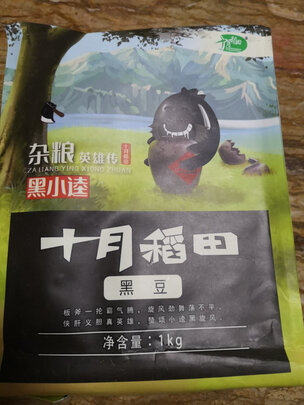 杂粮英雄传
ZA LIANG YING XIONG ZHUAN
黑小逵
十月稻田
黑豆
板斧一抡霸气腾，旋风劲舞荡不平。
侠肝义胆真英雄，赞颂小逵黑旋风。
净含量：1kg